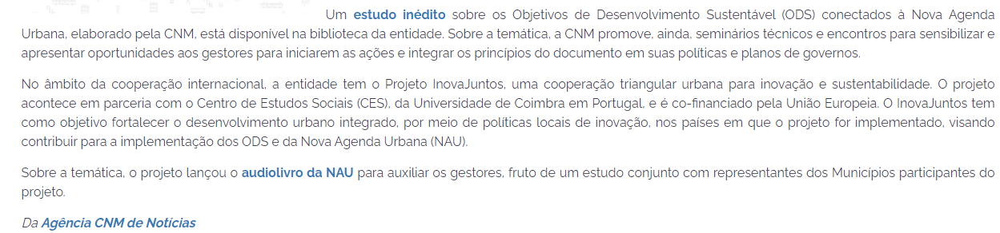 Um estudo inédito sobre os Objetivos de Desenvolvimento Sustentável (ODS) conectados à Nova Agenda
Urbana, elaborado pela CNM, está disponível na biblioteca da entidade. Sobre a temática, a CNM promove, ainda, seminários técnicos e encontros para sensibilizar e
apresentar oportunidades aos gestores para iniciarem as ações e integrar os princípios do documento em suas políticas e planos de governos.
No âmbito da cooperação internacional, a entidade tem o Projeto InovaJuntos, uma cooperação triangular urbana para inovação e sustentabilidade. O projeto
acontece em parceria com o Centro de Estudos Sociais (CES), da Universidade de Coimbra em Portugal, e é co-financiado pela União Europeia. O InovaJuntos tem
como objetivo fortalecer o desenvolvimento urbano integrado, por meio de políticas locais de inovação, nos países em que o projeto for implementado, visando
contribuir para a implementação dos ODS e da Nova Agenda Urbana (NAU).
Sobre a temática, o projeto lançou o audiolivro da NAU para auxiliar os gestores, fruto de um estudo conjunto com representantes dos Municípios participantes do
projeto.
Da Agência CNM de Notícias